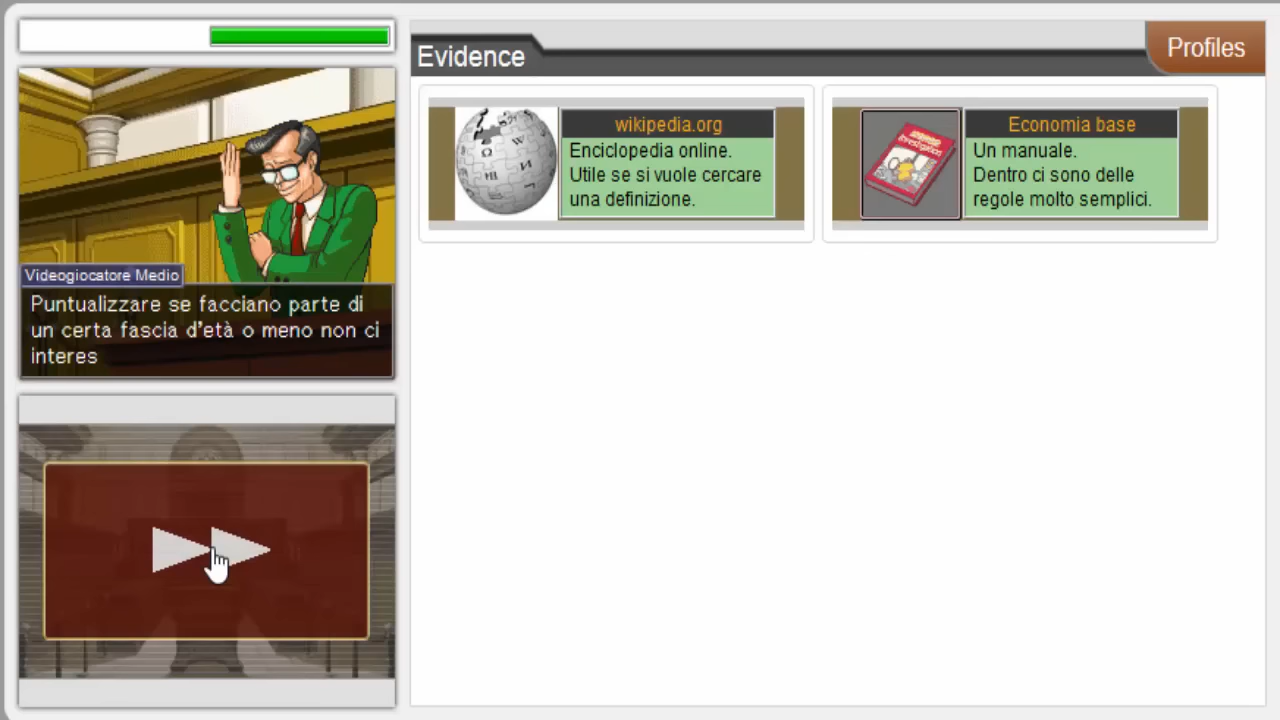 Evidence
Profiles
wikipedia.org
Enciclopedia online.
Utile se si vuole cercare
una definizione.
Economia base
Un manuale.
Dentro ci sono delle
regole molto semplici.
Videogiocatore Medio
Puntualizzare se facciano parte di
un certa fascia d'età o meno non ci
interes